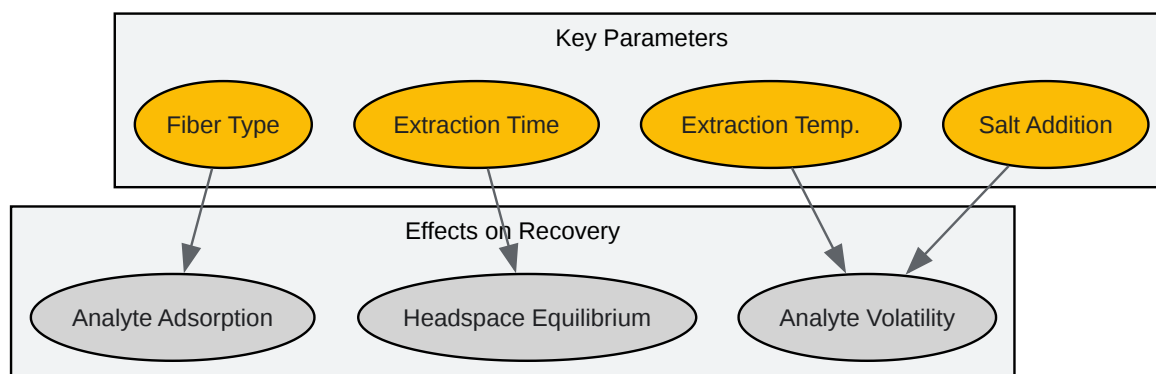 Key Parameters
Fiber Type
Extraction Time
Extraction Temp.
Salt Addition
Effects on Recovery
Analyte Adsorption
Headspace Equilibrium
Analyte Volatility